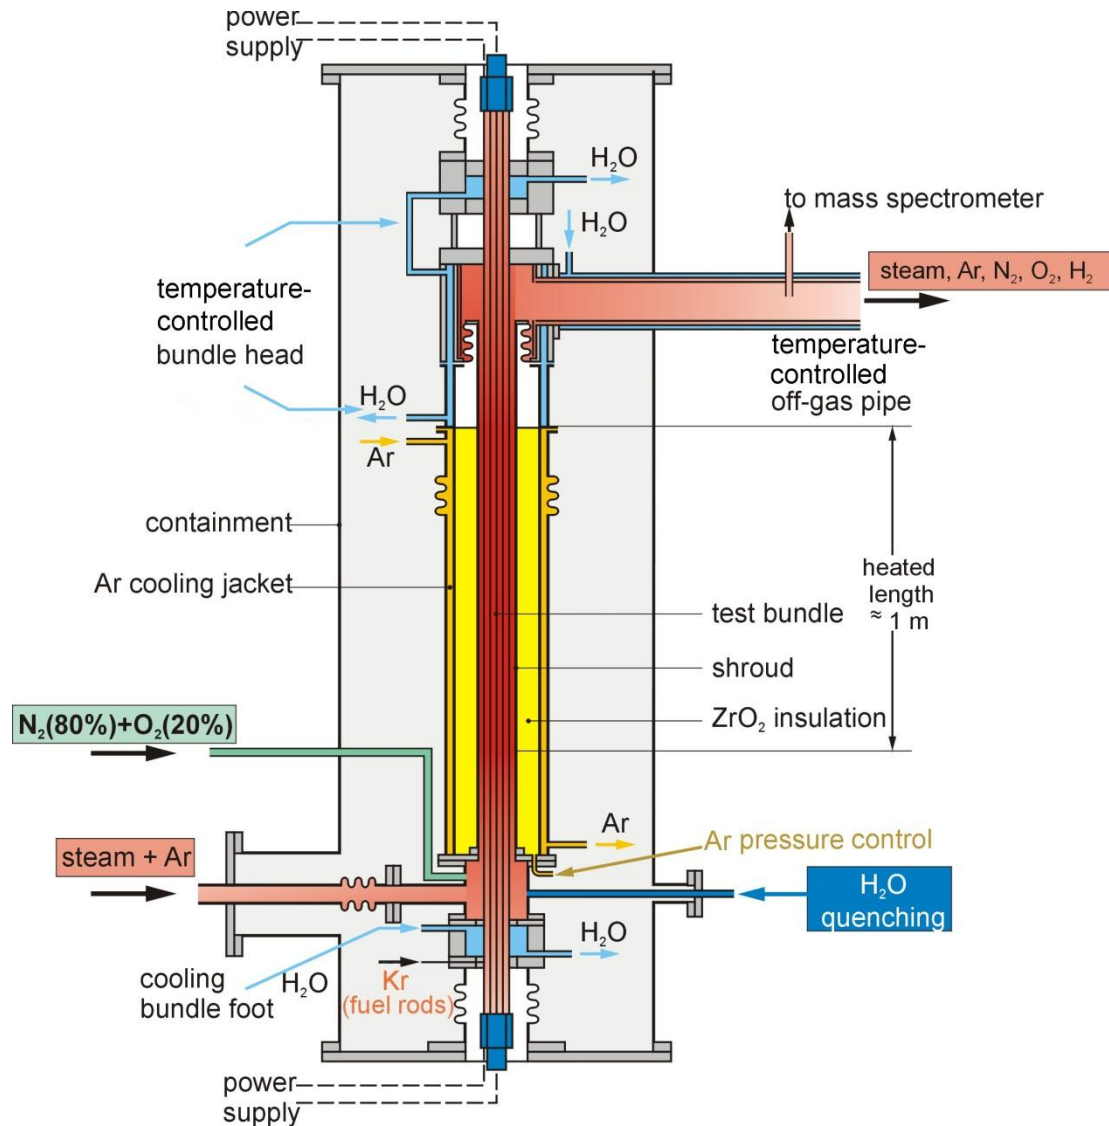 power
supply
H₂O
to mass spectrometer
H₂O
steam, Ar, N₂, O₂, H₂
temperature-
controlled
bundle head
temperature-
controlled
off-gas pipe
H₂O
Ar
containment
Ar cooling jacket
heated
length
≈ 1 m
test bundle
shroud
ZrO₂ insulation
N₂(80%)+O₂(20%)
Ar
Ar pressure control
steam + Ar
H₂O
quenching
H₂O
cooling
bundle foot
H₂O
Kr
(fuel rods)
power
supply